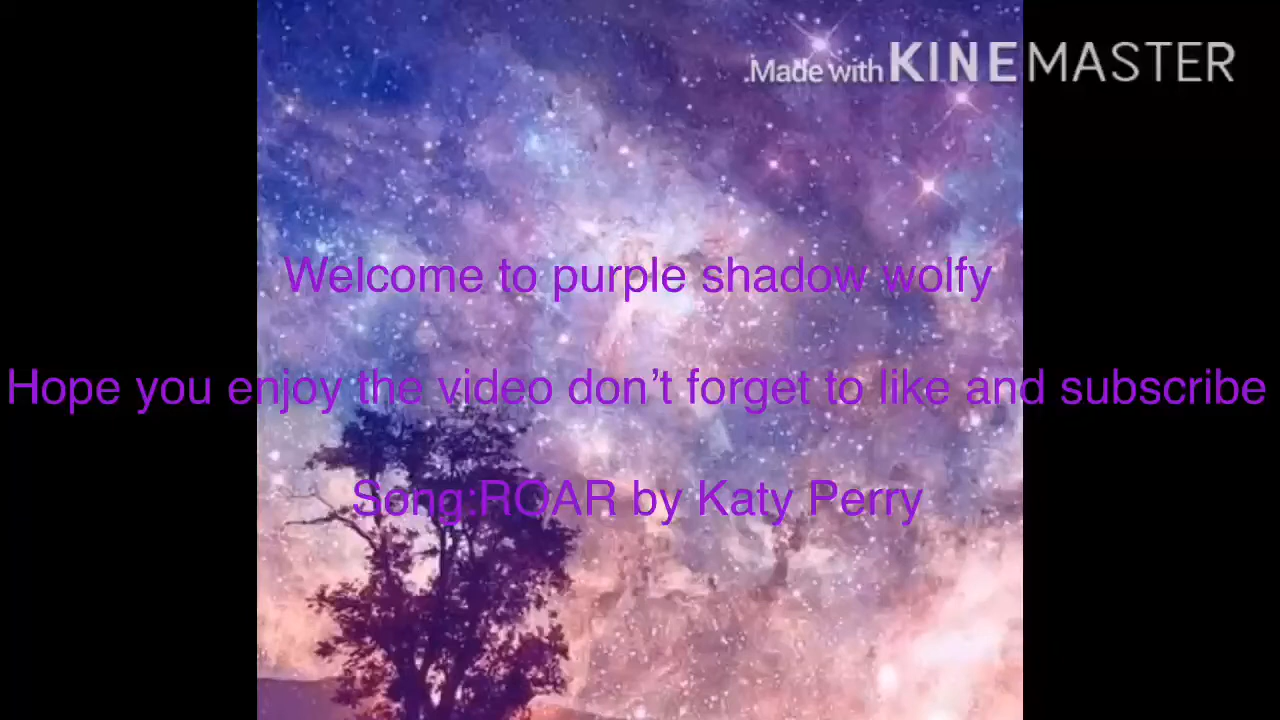 Made with KINEMASTER
Welcome to purple shadow wolfy
Hope you enjoy the video don’t forget to like and subscribe
Song:ROAR by Katy Perry